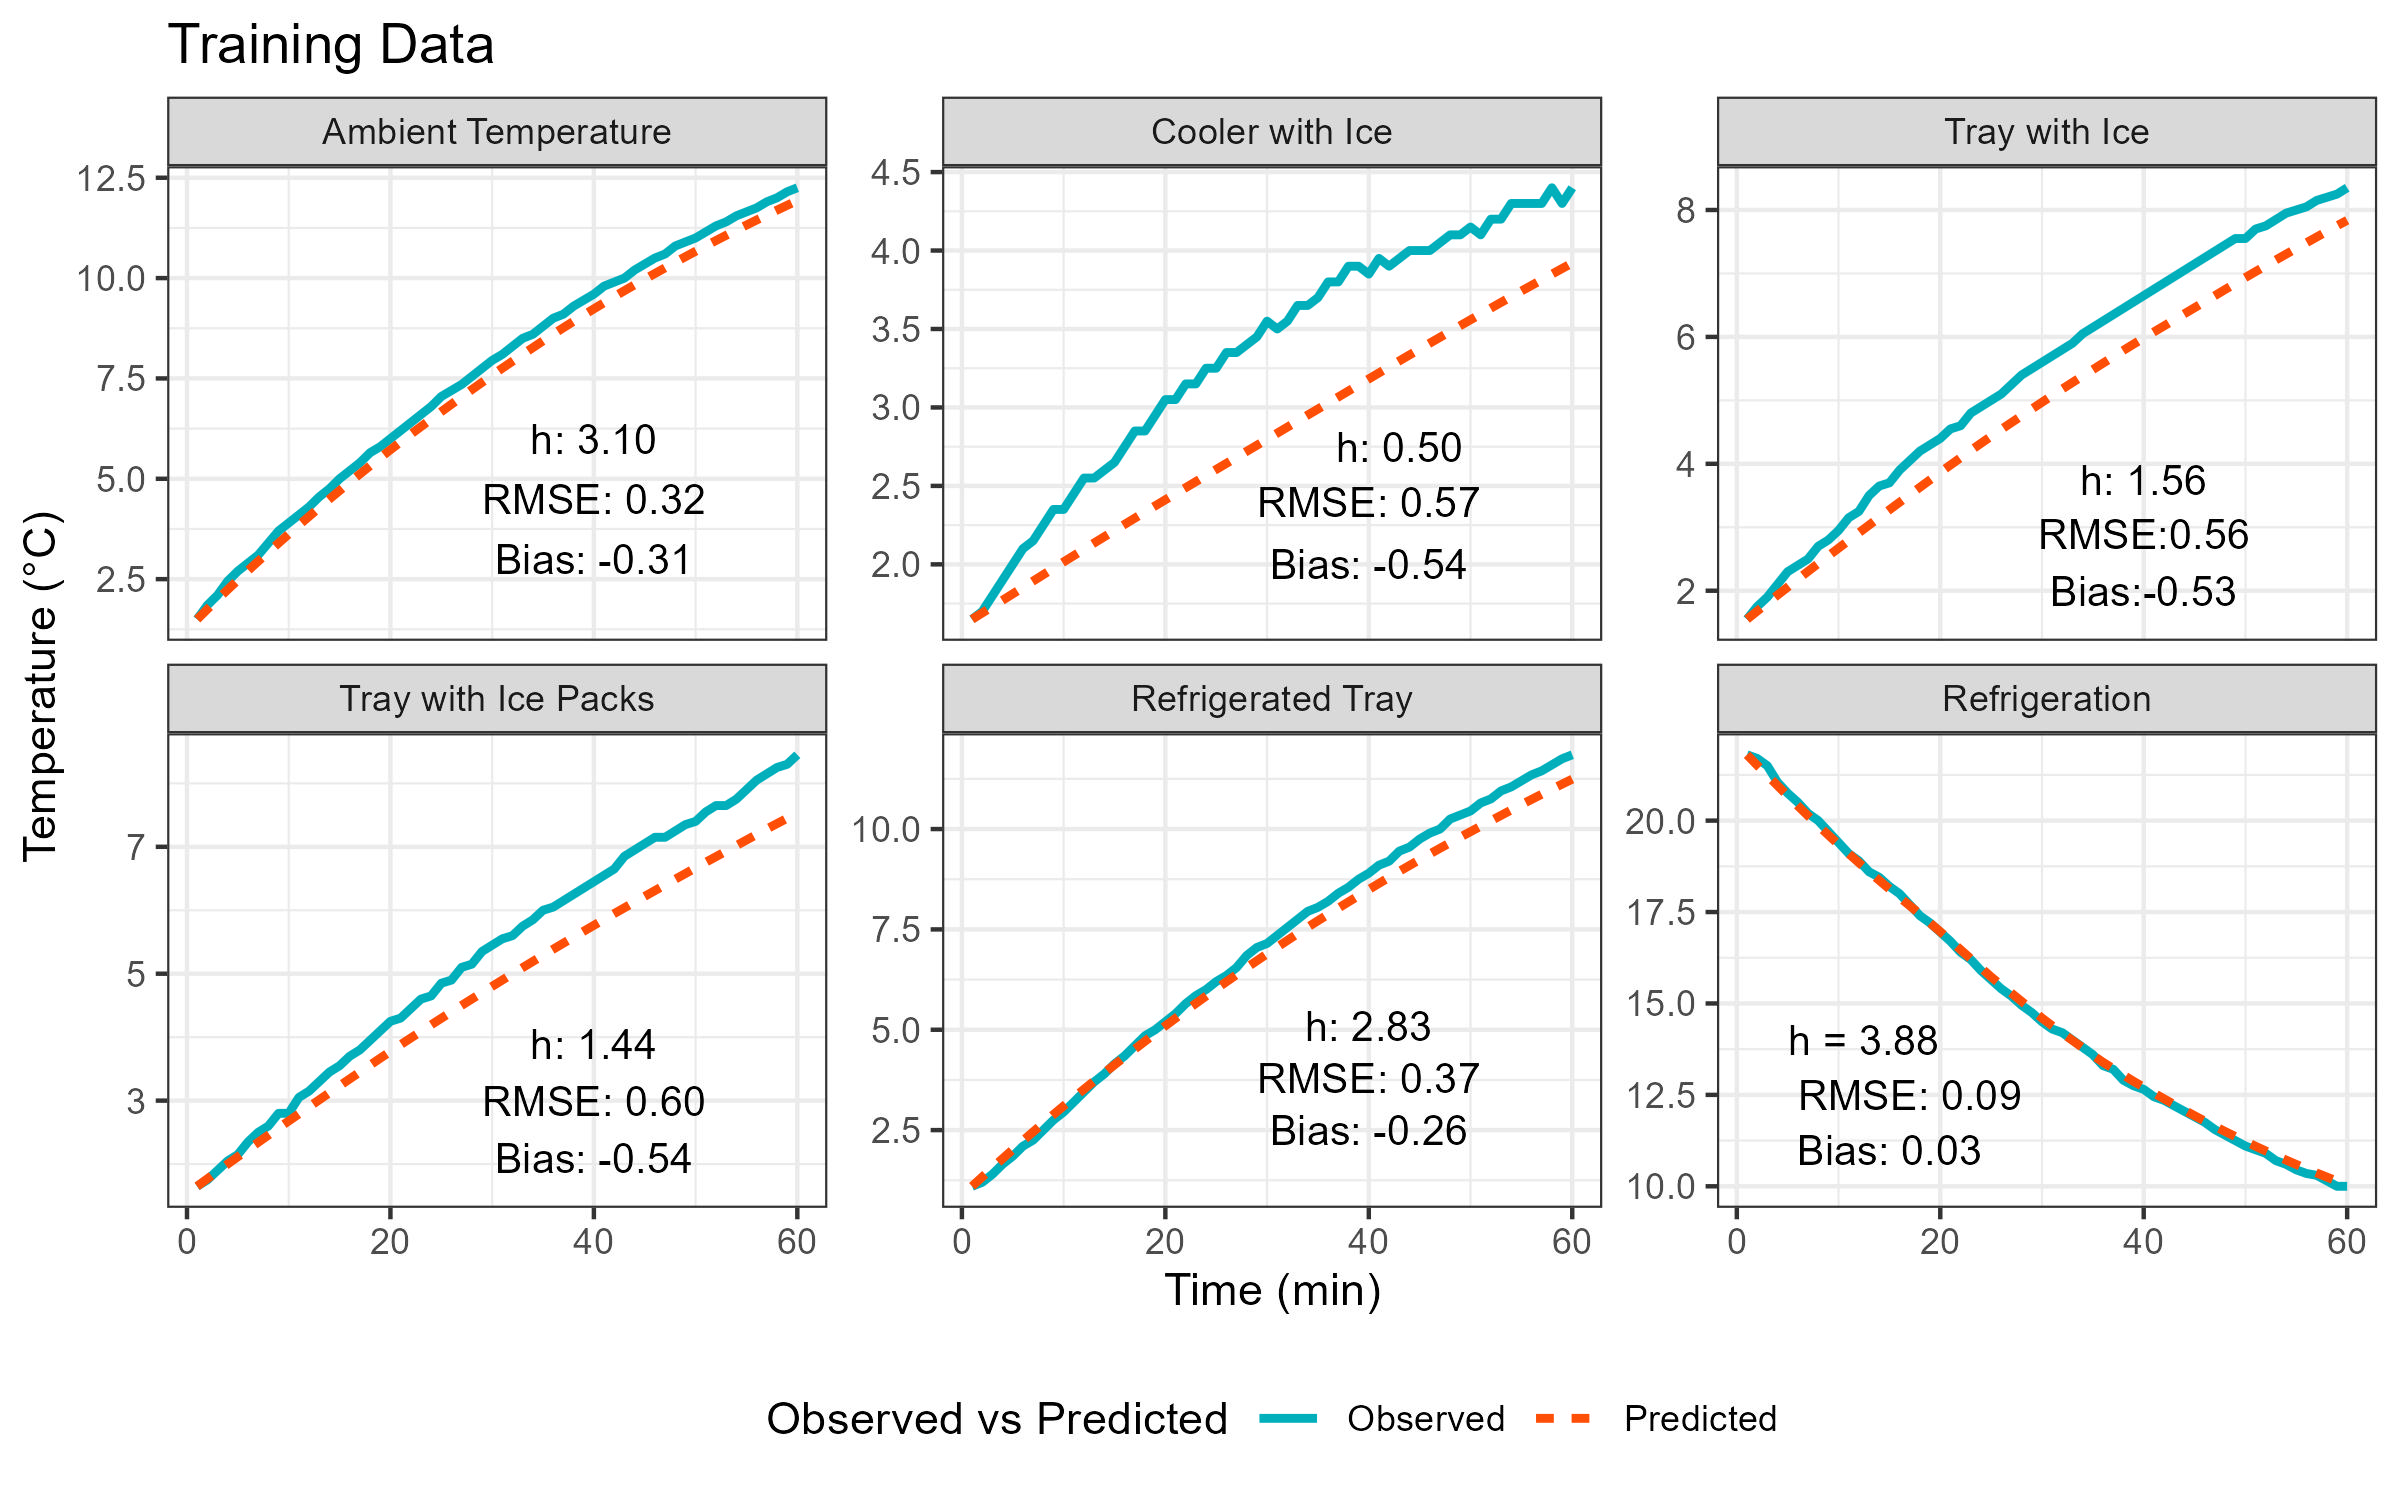 Training Data
Ambient Temperature
Cooler with Ice
Tray with Ice
Temperature (°C)
12.5
10.0
7.5
5.0
2.5
h: 3.10
RMSE: 0.32
Bias: -0.31
4.5
4.0
3.5
3.0
2.5
2.0
h: 0.50
RMSE: 0.57
Bias: -0.54
8
6
4
2
h: 1.56
RMSE:0.56
Bias:-0.53
Tray with Ice Packs
Refrigerated Tray
Refrigeration
7
5
3
h: 1.44
RMSE: 0.60
Bias: -0.54
10.0
7.5
5.0
2.5
h: 2.83
RMSE: 0.37
Bias: -0.26
20.0
17.5
15.0
12.5
10.0
h = 3.88
RMSE: 0.09
Bias: 0.03
0 20 40 60
0 20 40 60
0 20 40 60
Time (min)
Observed vs Predicted Observed Predicted